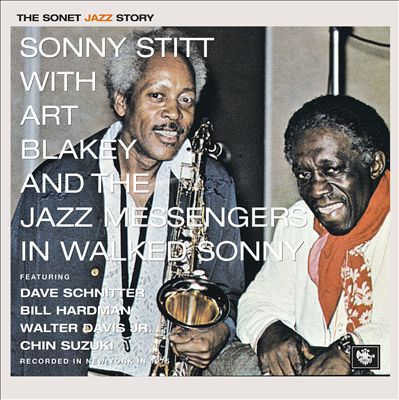 THE SONET JAZZ STORY
SONNY STITT
WITH
ART
BLAKEY
AND THE
JAZZ MESSENGERS
IN WALKED SONNY
FEATURING
DAVE SCHNITTER
BILL HARDMAN
WALTER DAVIS JR.
CHIN SUZUKI
RECORDED IN NEW YORK IN 1975